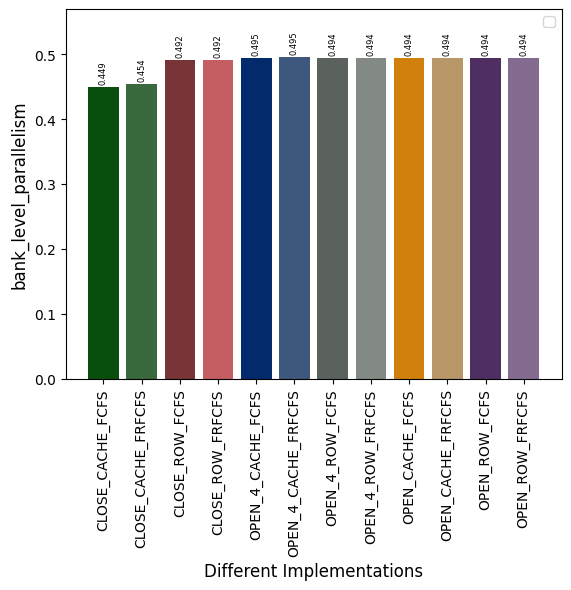 0.449
0.454
0.492
0.492
0.495
0.495
0.494
0.494
0.494
0.494
0.494
0.494
bank_level_parallelism
0.5
0.4
0.3
0.2
0.1
0.0
CLOSE_CACHE_FCFS
CLOSE_CACHE_FRFCFS
CLOSE_ROW_FCFS
CLOSE_ROW_FRFCFS
OPEN_4_CACHE_FCFS
OPEN_4_CACHE_FRFCFS
OPEN_4_ROW_FCFS
OPEN_4_ROW_FRFCFS
OPEN_CACHE_FCFS
OPEN_CACHE_FRFCFS
OPEN_ROW_FCFS
OPEN_ROW_FRFCFS
Different Implementations